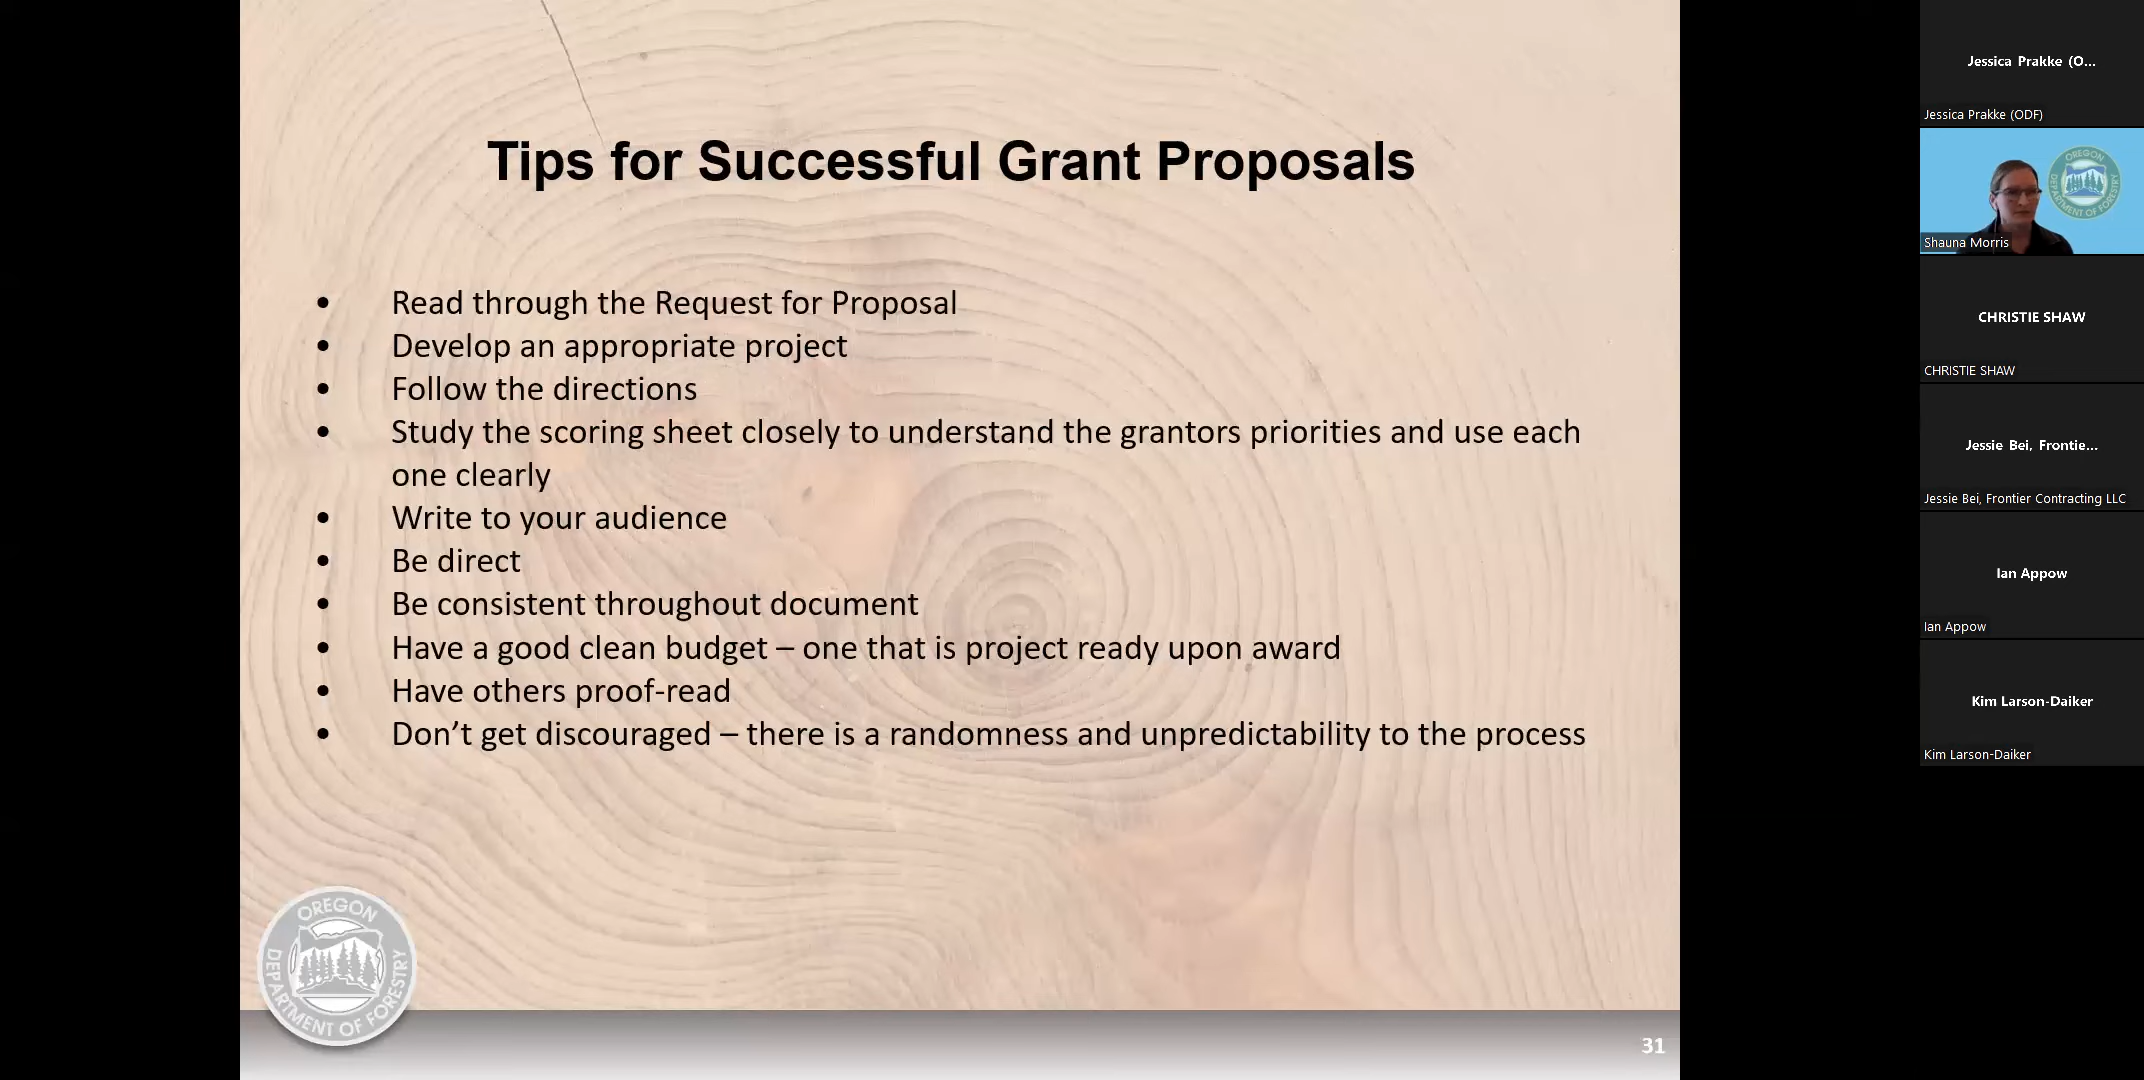 Tips for Successful Grant Proposals
• Read through the Request for Proposal
• Develop an appropriate project
• Follow the directions
• Study the scoring sheet closely to understand the grantors priorities and use each
one clearly
• Write to your audience
• Be direct
• Be consistent throughout document
• Have a good clean budget – one that is project ready upon award
• Have others proof-read
• Don’t get discouraged – there is a randomness and unpredictability to the process
OREGON
DEPARTMENT OF FORESTRY
31
Jessica Prakke (O...
Jessica Prakke (ODF)
OREGON
DEPARTMENT OF FORESTRY
Shauna Morris
CHRISTIE SHAW
CHRISTIE SHAW
Jessie Bei, Frontie...
Jessie Bei, Frontier Contracting LLC
Ian Appow
Ian Appow
Kim Larson-Daiker
Kim Larson-Daiker